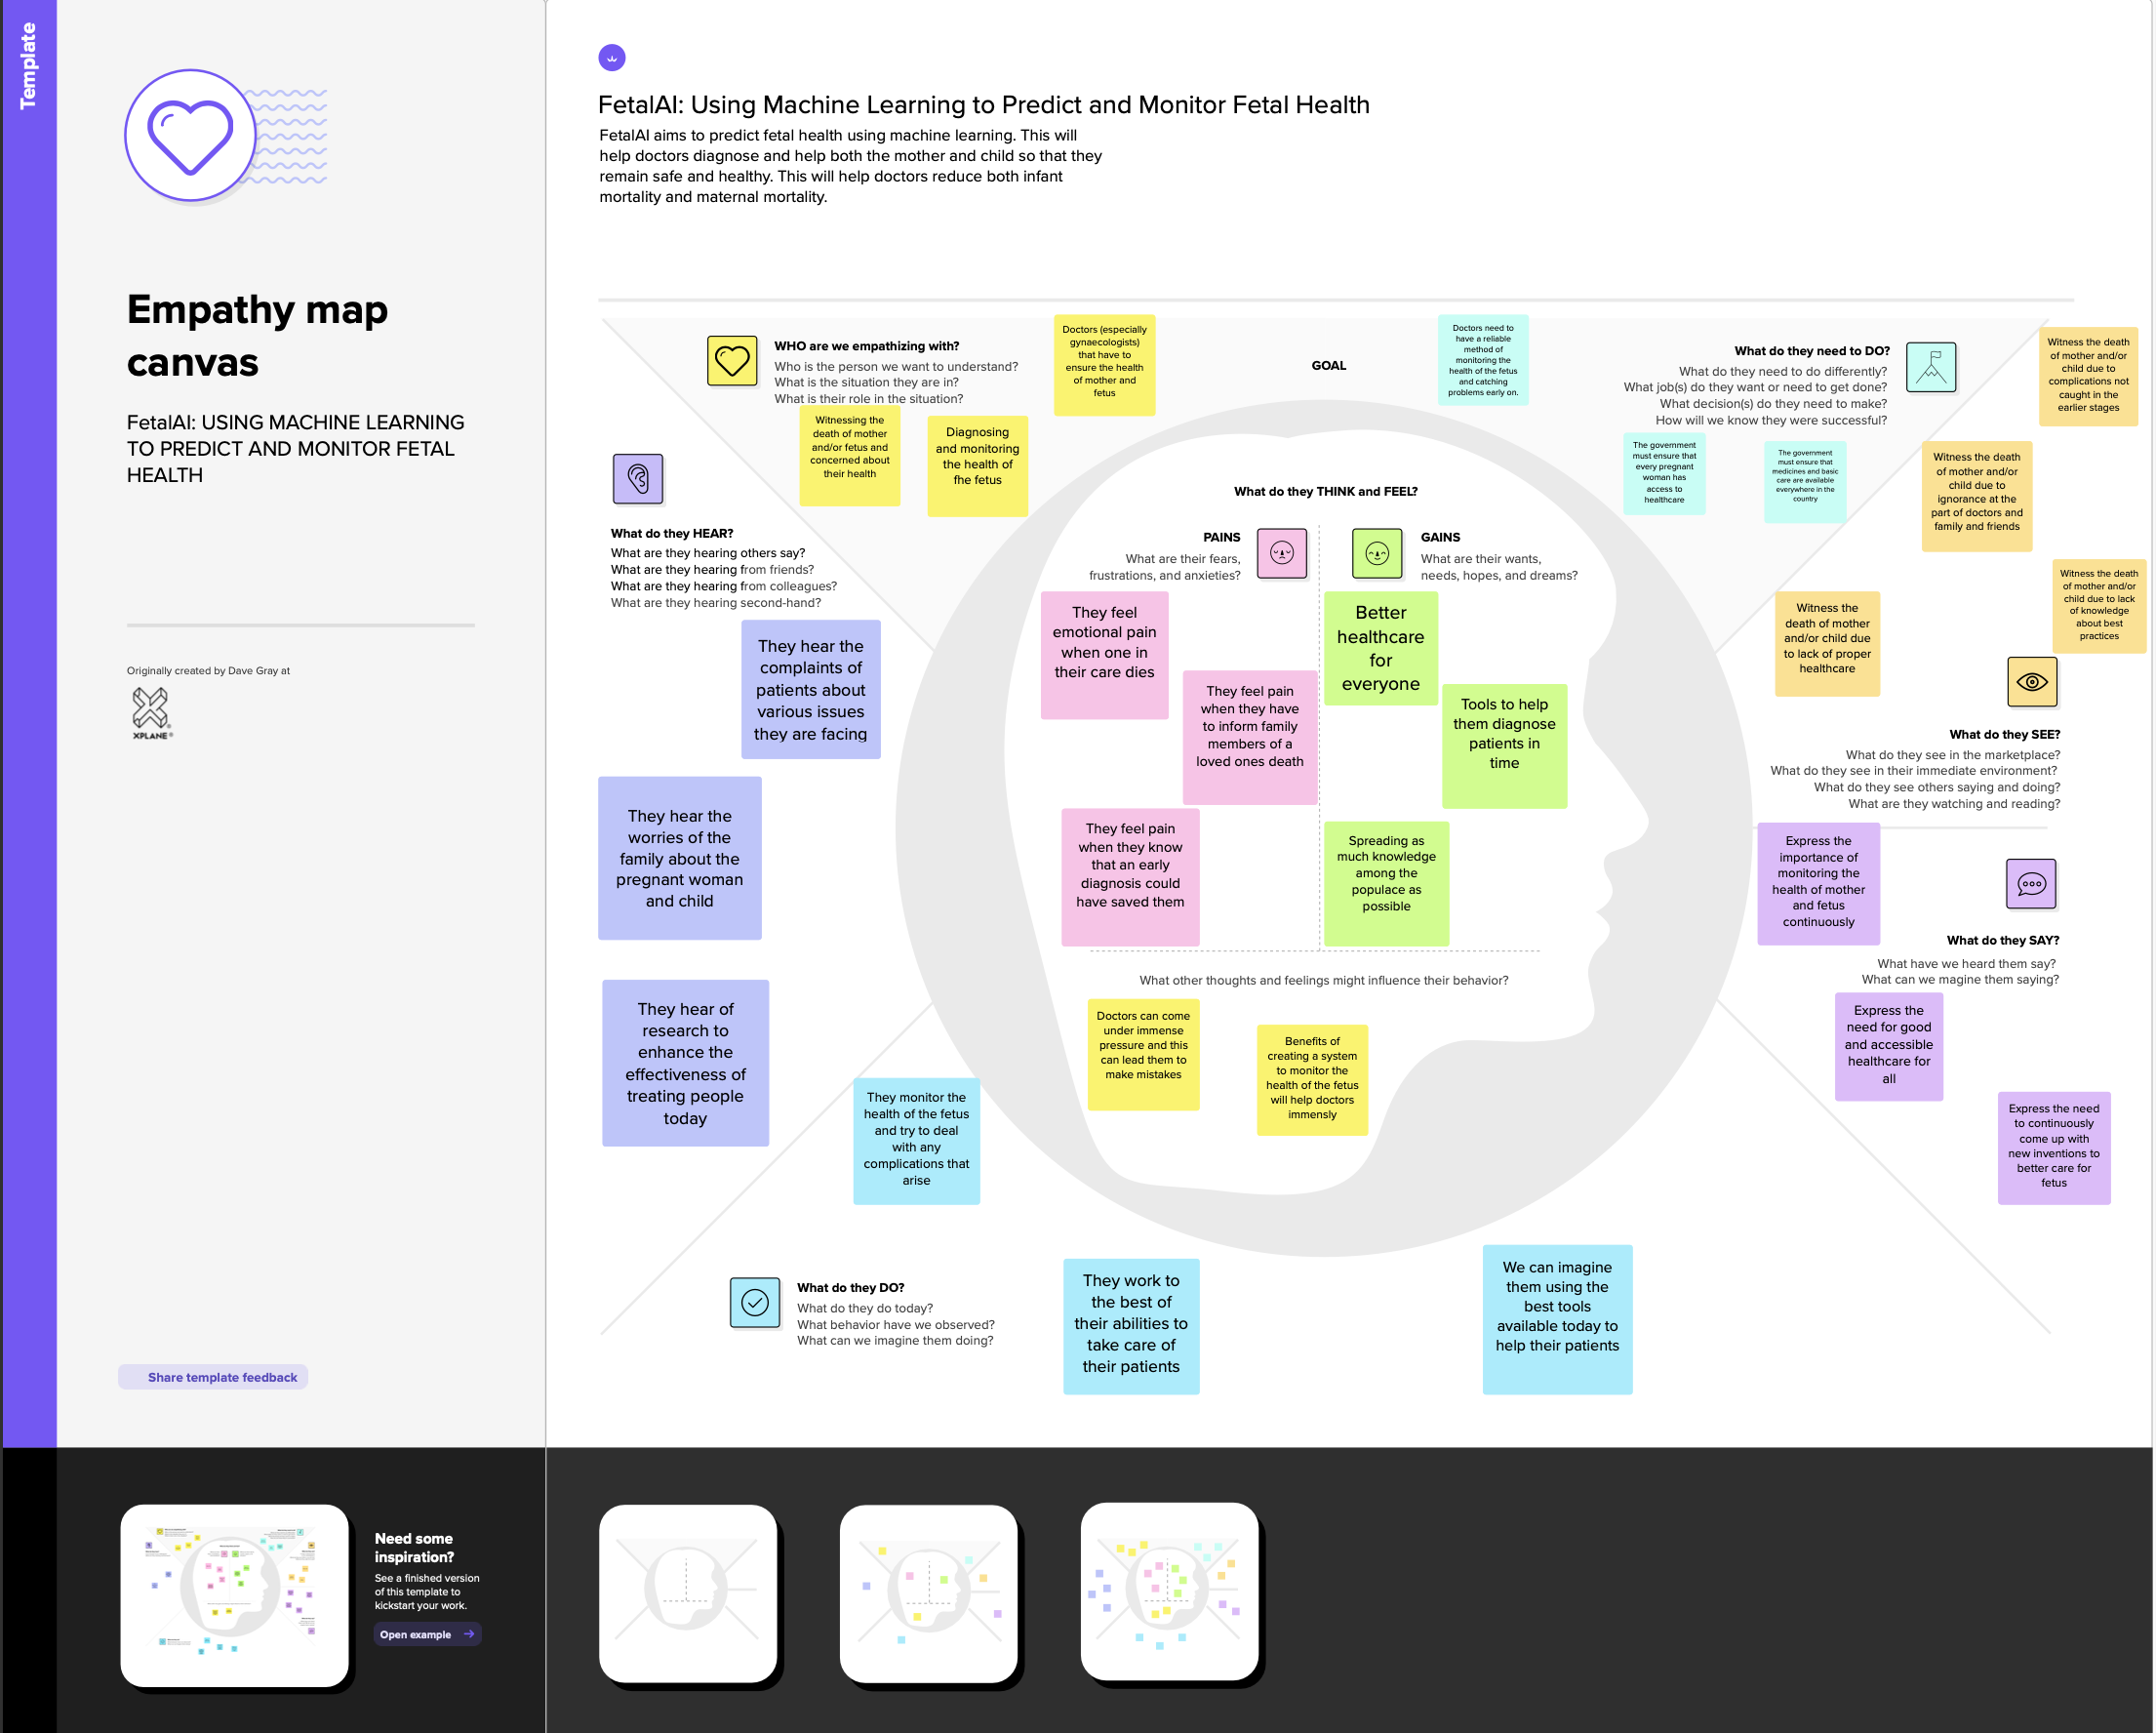 Template
Empathy map
canvas
FetalAI: USING MACHINE LEARNING
TO PREDICT AND MONITOR FETAL
HEALTH
Originally created by Dave Gray at
XPLANE®
Share template feedback
Need some
inspiration?
See a finished version
of this template to
kickstart your work.
Open example
FetalAI: Using Machine Learning to Predict and Monitor Fetal Health
FetalAI aims to predict fetal health using machine learning. This will
help doctors diagnose and help both the mother and child so that they
remain safe and healthy. This will help doctors reduce both infant
mortality and maternal mortality.
WHO are we empathizing with?
Who is the person we want to understand?
What is the situation they are in?
What is their role in the situation?
Doctors (especially
gynaecologists)
that have to
ensure the health
of mother and
fetus
Witnessing the
death of mother
and/or fetus and
concerned about
their health
Diagnosing
and monitoring
the health of
fhe fetus
GOAL
Doctors need to
have a reliable
method of
monitoring the
health of the fetus
and catching
problems early on.
What do they need to DO?
What do they need to do differently?
What job(s) do they want or need to get done?
What decision(s) do they need to make?
How will we know they were successful?
The government
must ensure that
every pregnant
woman has
access to
healthcare
The government
must ensure that
medicines and basic
care are available
everywhere in the
country
Witness the death
of mother and/or
child due to
complications not
caught in the
earlier stages
Witness the death
of mother and/or
child due to
ignorance at the
part of doctors and
family and friends
Witness the death
of mother and/or
child due to lack
of knowledge
about best
practices
Witness the
death of mother
and/or child due
to lack of proper
healthcare
What do they SEE?
What do they see in the marketplace?
What do they see in their immediate environment?
What do they see others saying and doing?
What are they watching and reading?
What do they HEAR?
What are they hearing others say?
What are they hearing from friends?
What are they hearing from colleagues?
What are they hearing second-hand?
They hear the
complaints of
patients about
various issues
they are facing
They hear the
worries of the
family about the
pregnant woman
and child
They hear of
research to
enhance the
effectiveness of
treating people
today
What do they THINK and FEEL?
PAINS
What are their fears,
frustrations, and anxieties?
GAINS
What are their wants,
needs, hopes, and dreams?
They feel
emotional pain
when one in
their care dies
They feel pain
when they have
to inform family
members of a
loved ones death
They feel pain
when they know
that an early
diagnosis could
have saved them
Better
healthcare
for
everyone
Tools to help
them diagnose
patients in
time
Spreading as
much knowledge
among the
populace as
possible
What other thoughts and feelings might influence their behavior?
Doctors can come
under immense
pressure and this
can lead them to
make mistakes
Benefits of
creating a system
to monitor the
health of the fetus
will help doctors
immensly
Express the
importance of
monitoring the
health of mother
and fetus
continuously
What do they SAY?
What have we heard them say?
What can we magine them saying?
Express the
need for good
and accessible
healthcare for
all
Express the need
to continuously
come up with
new inventions to
better care for
fetus
They monitor the
health of the fetus
and try to deal
with any
complications that
arise
What do they DO?
What do they do today?
What behavior have we observed?
What can we imagine them doing?
They work to
the best of
their abilities to
take care of
their patients
We can imagine
them using the
best tools
available today to
help their patients